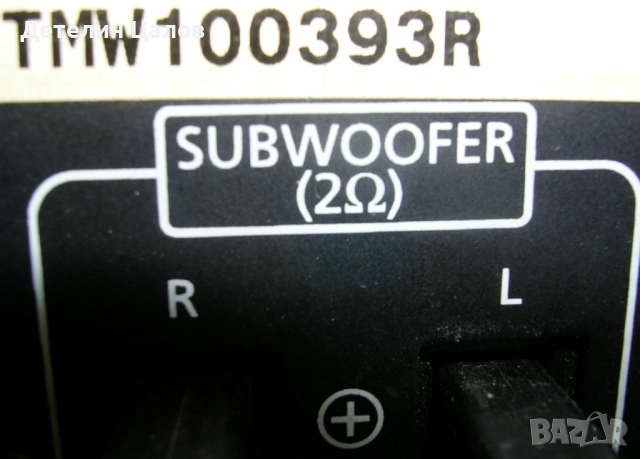 Детелин Цалов
TMW100393R
SUBWOOFER
(2Ω)
R L
BAZAR